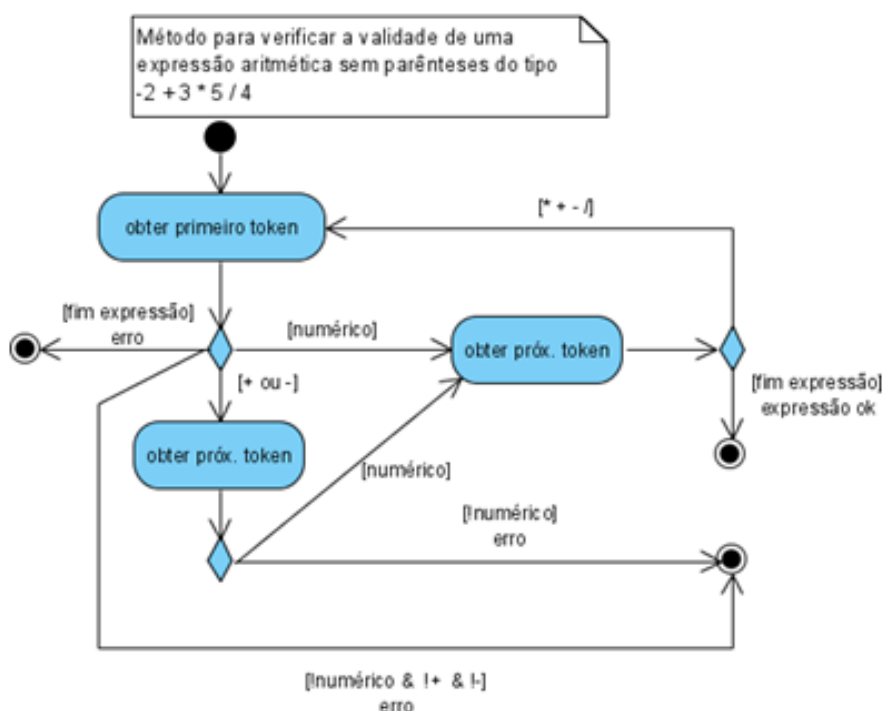 Método para verificar a validade de uma
expressão aritmética sem parênteses do tipo
-2 +3 * 5 / 4
obter primeiro token
[* + - /]
[fim expressão]
erro
[numérico]
obter próx. token
[fim expressão]
expressão ok
[+ ou -]
obter próx. token
[numérico]
[!numérico]
erro
[!numérico & !+ & !-]
erro